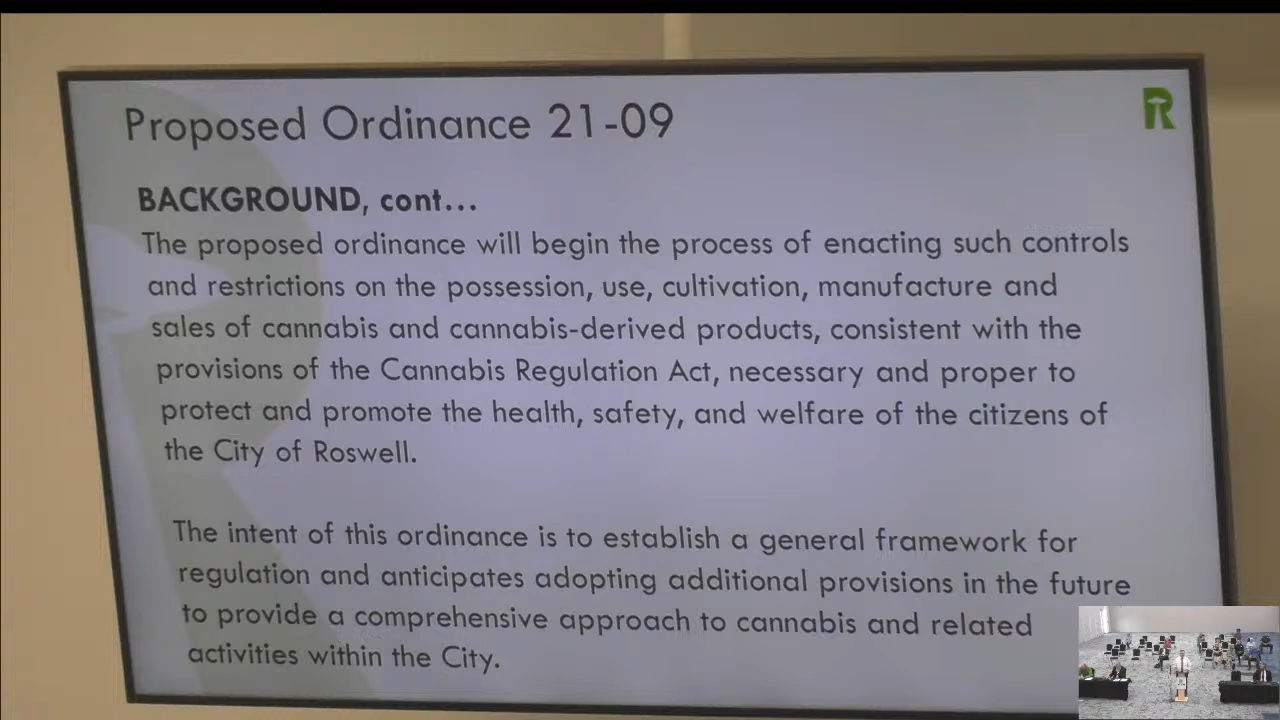 Proposed Ordinance 21-09
R
BACKGROUND, cont...
The proposed ordinance will begin the process of enacting such controls
and restrictions on the possession, use, cultivation, manufacture and
sales of cannabis and cannabis-derived products, consistent with the
provisions of the Cannabis Regulation Act, necessary and proper to
protect and promote the health, safety, and welfare of the citizens of
the City of Roswell.
The intent of this ordinance is to establish a general framework for
regulation and anticipates adopting additional provisions in the future
to provide a comprehensive approach to cannabis and related
activities within the City.